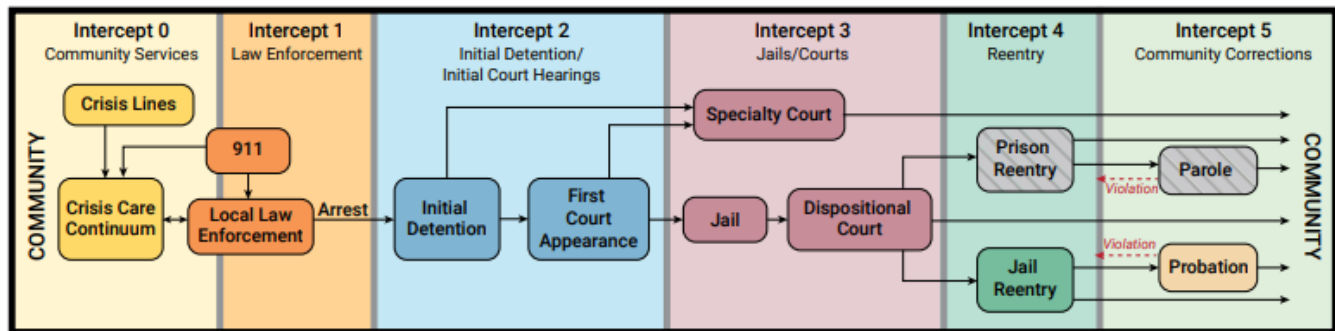 Intercept 0
Community Services
Intercept 1
Law Enforcement
Intercept 2
Initial Detention/
Initial Court Hearings
Intercept 3
Jails/Courts
Intercept 4
Reentry
Intercept 5
Community Corrections
COMMUNITY
Crisis Lines
911
Crisis Care
Continuum
Local Law
Enforcement
Arrest
Initial
Detention
First
Court
Appearance
Specialty Court
Jail
Dispositional
Court
Prison
Reentry
Parole
Violation
Jail
Reentry
Violation
Probation
COMMUNITY